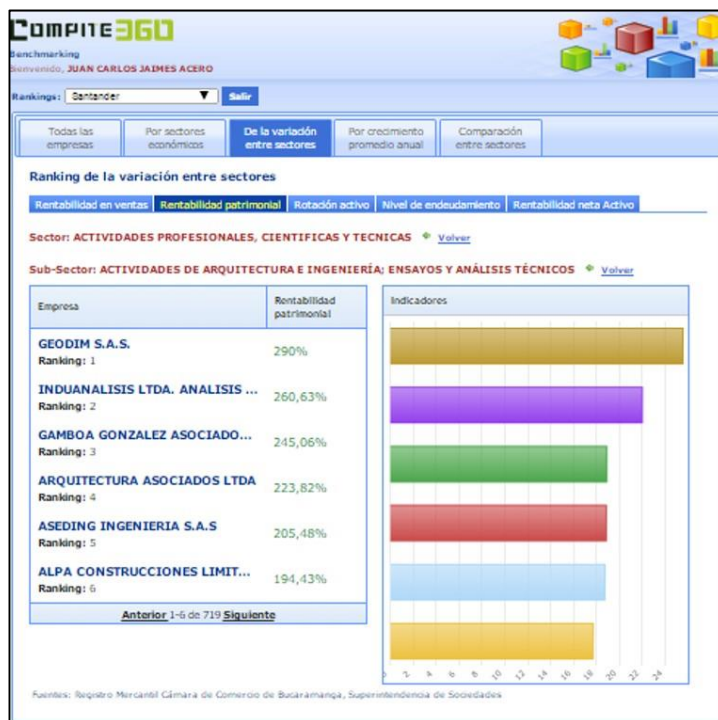 COMPITE360
Benchmarking
Bienvenido, JUAN CARLOS JAIMES ACERO
Rankings: Santander Salir
Todas las empresas
Por sectores económicos
De la variación entre sectores
Por crecimiento promedio anual
Comparación entre sectores
Ranking de la variación entre sectores
Rentabilidad en ventas Rentabilidad patrimonial Rotación activo Nivel de endeudamiento Rentabilidad neta Activo
Sector: ACTIVIDADES PROFESIONALES, CIENTIFICAS Y TECNICAS Volver
Sub-Sector: ACTIVIDADES DE ARQUITECTURA E INGENIERÍA; ENSAYOS Y ANÁLISIS TÉCNICOS Volver
Empresa
Rentabilidad patrimonial
GEODIM S.A.S.
Ranking: 1
290%
INDUANALISIS LTDA. ANALISIS ...
Ranking: 2
260,63%
GAMBOA GONZALEZ ASOCIADO...
Ranking: 3
245,06%
ARQUITECTURA ASOCIADOS LTDA
Ranking: 4
223,82%
ASEDING INGENIERIA S.A.S
Ranking: 5
205,48%
ALPA CONSTRUCCIONES LIMIT...
Ranking: 6
194,43%
Anterior 1-6 de 719 Siguiente
Indicadores
0 2 4 6 8 10 12 14 16 18 20 22 24
Fuentes: Registro Mercantil Cámara de Comercio de Bucaramanga, Superintendencia de Sociedades